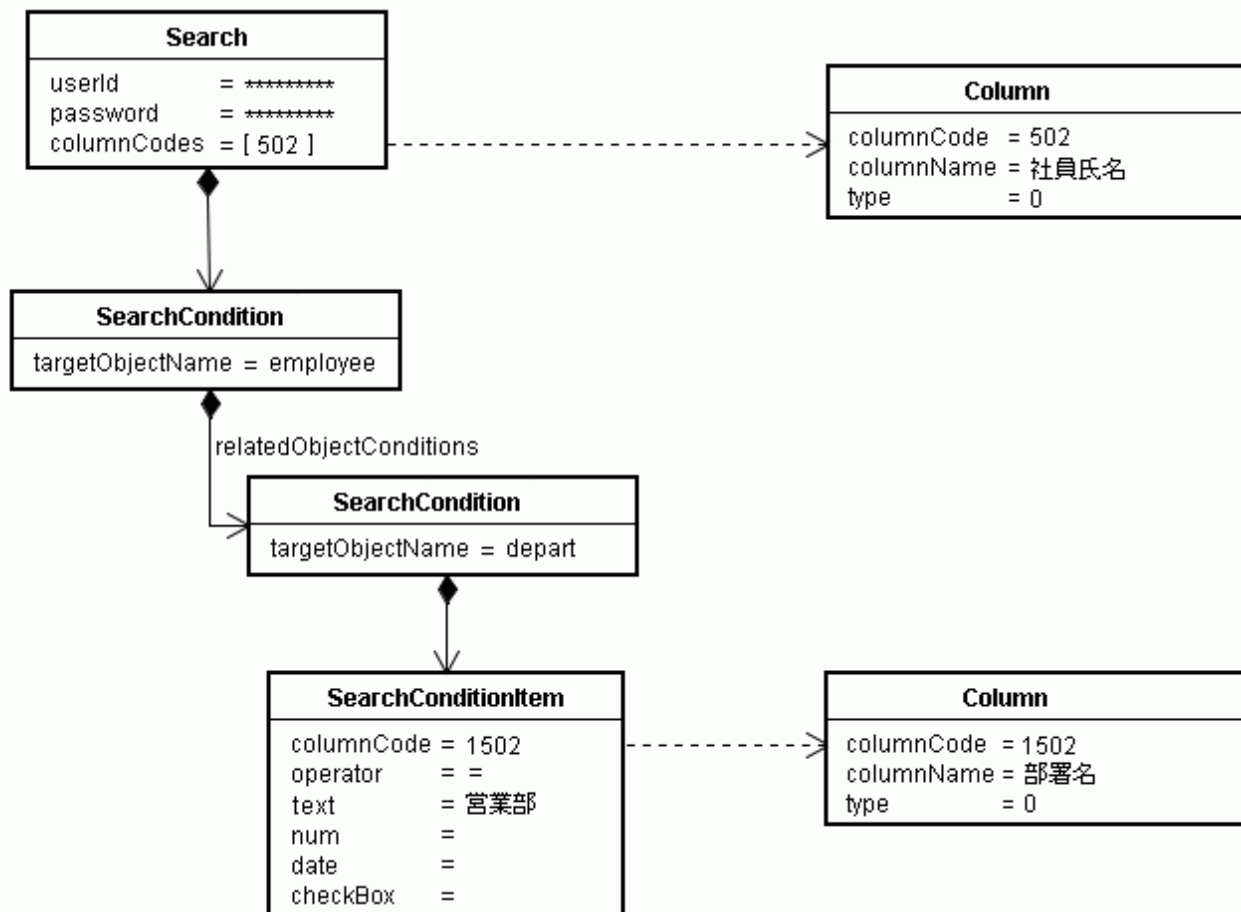 Search
userId = *********
password = *********
columnCodes = [ 502 ]
Column
columnCode = 502
columnName = 社員氏名
type = 0
SearchCondition
targetObjectName = employee
relatedObjectConditions
SearchCondition
targetObjectName = depart
SearchConditionItem
columnCode = 1502
operator = =
text = 営業部
num =
date =
checkBox =
Column
columnCode = 1502
columnName = 部署名
type = 0